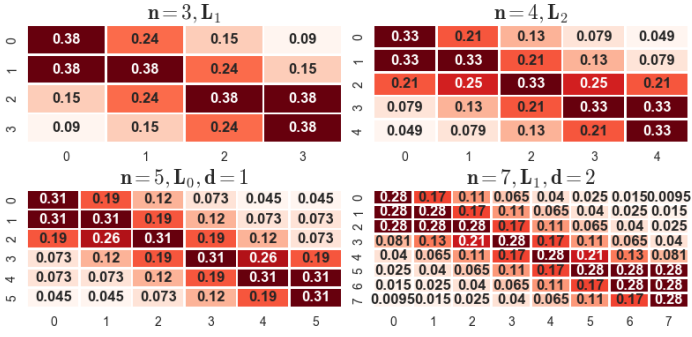 n = 3, L₁
0 0.38 0.24 0.15 0.09
1 0.38 0.38 0.24 0.15
2 0.15 0.24 0.38 0.38
3 0.09 0.15 0.24 0.38
0 1 2 3
n = 4, L₂
0 0.33 0.21 0.13 0.079 0.049
1 0.33 0.33 0.21 0.13 0.079
2 0.21 0.25 0.33 0.25 0.21
3 0.079 0.13 0.21 0.33 0.33
4 0.049 0.079 0.13 0.21 0.33
0 1 2 3 4
n = 5, L₀, d = 1
0 0.31 0.19 0.12 0.073 0.045 0.045
1 0.31 0.31 0.19 0.12 0.073 0.073
2 0.19 0.26 0.31 0.19 0.12 0.073
3 0.073 0.12 0.19 0.31 0.26 0.19
4 0.073 0.073 0.12 0.19 0.31 0.31
5 0.045 0.045 0.073 0.12 0.19 0.31
0 1 2 3 4 5
n = 7, L₁, d = 2
0 0.28 0.17 0.11 0.065 0.04 0.025 0.015 0.0095
1 0.28 0.28 0.17 0.11 0.065 0.04 0.025 0.015
2 0.28 0.28 0.28 0.17 0.11 0.065 0.04 0.025
3 0.081 0.13 0.21 0.28 0.17 0.11 0.065 0.04
4 0.04 0.065 0.11 0.17 0.28 0.21 0.13 0.081
5 0.025 0.04 0.065 0.11 0.17 0.28 0.28 0.28
6 0.015 0.025 0.04 0.065 0.11 0.17 0.28 0.28
7 0.0095 0.015 0.025 0.04 0.065 0.11 0.17 0.28
0 1 2 3 4 5 6 7